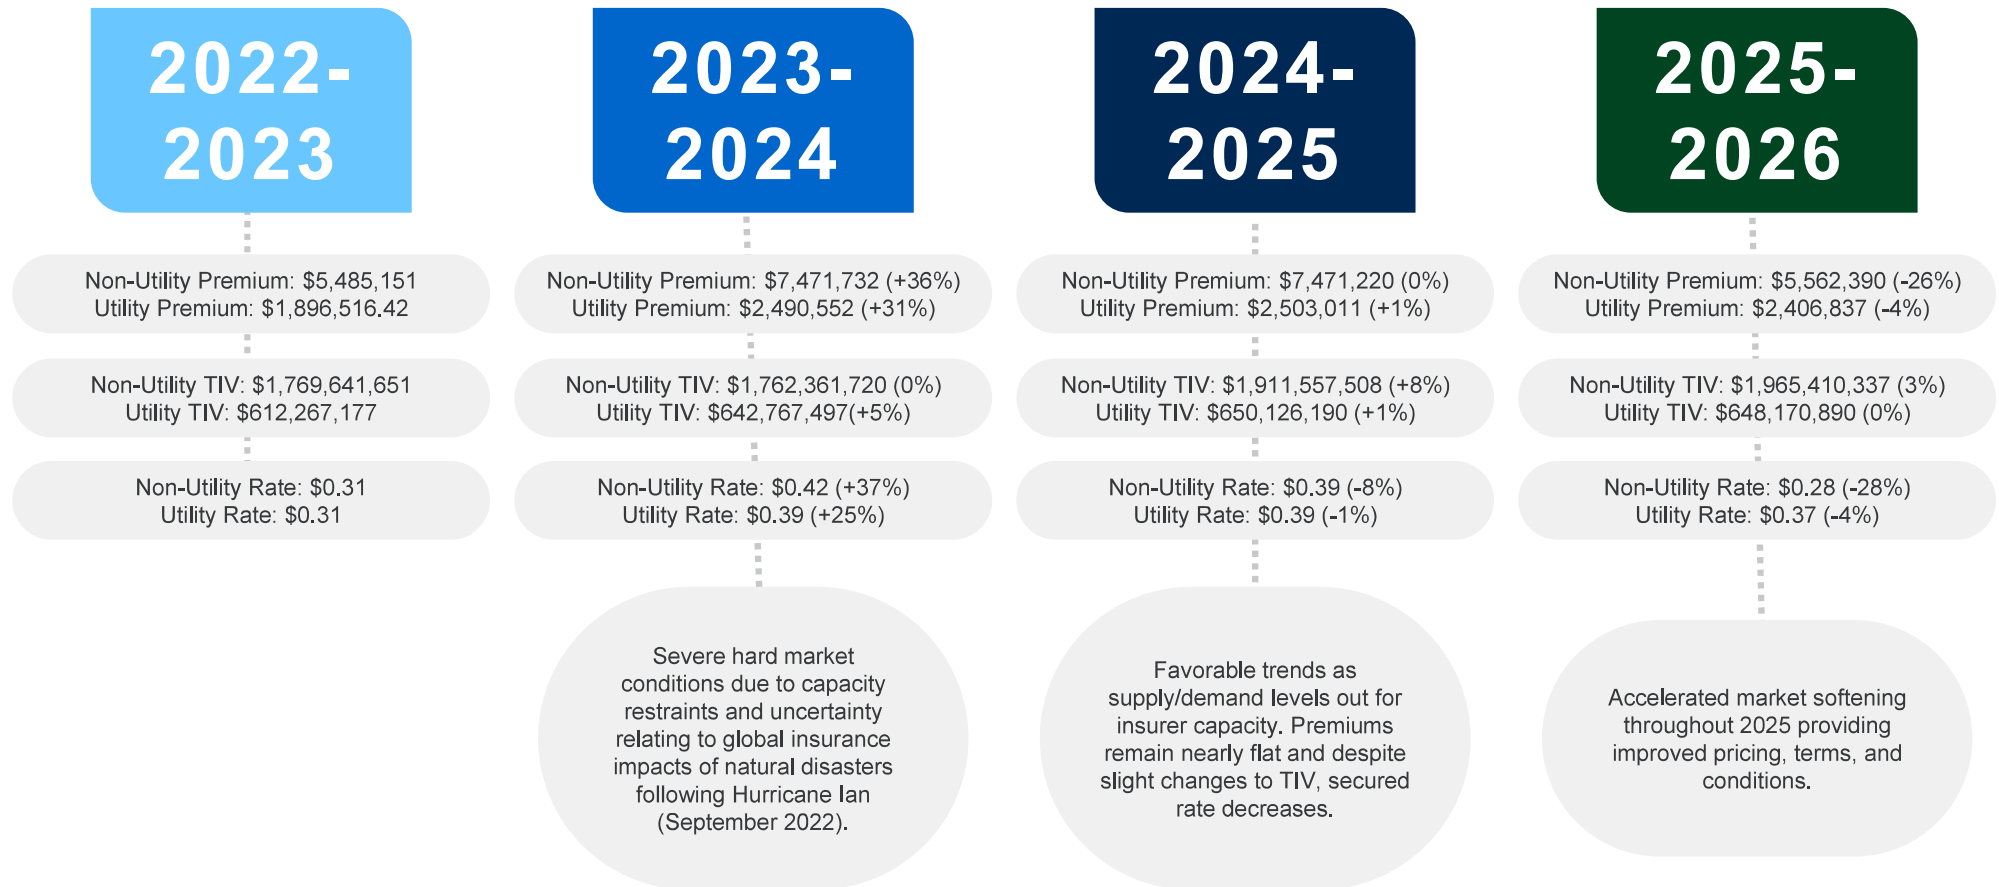 2022-
2023
Non-Utility Premium: $5,485,151
Utility Premium: $1,896,516.42
Non-Utility TIV: $1,769,641,651
Utility TIV: $612,267,177
Non-Utility Rate: $0.31
Utility Rate: $0.31
2023-
2024
Non-Utility Premium: $7,471,732 (+36%)
Utility Premium: $2,490,552 (+31%)
Non-Utility TIV: $1,762,361,720 (0%)
Utility TIV: $642,767,497(+5%)
Non-Utility Rate: $0.42 (+37%)
Utility Rate: $0.39 (+25%)
Severe hard market
conditions due to capacity
restraints and uncertainty
relating to global insurance
impacts of natural disasters
following Hurricane Ian
(September 2022).
2024-
2025
Non-Utility Premium: $7,471,220 (0%)
Utility Premium: $2,503,011 (+1%)
Non-Utility TIV: $1,911,557,508 (+8%)
Utility TIV: $650,126,190 (+1%)
Non-Utility Rate: $0.39 (-8%)
Utility Rate: $0.39 (-1%)
Favorable trends as
supply/demand levels out for
insurer capacity. Premiums
remain nearly flat and despite
slight changes to TIV, secured
rate decreases.
2025-
2026
Non-Utility Premium: $5,562,390 (-26%)
Utility Premium: $2,406,837 (-4%)
Non-Utility TIV: $1,965,410,337 (3%)
Utility TIV: $648,170,890 (0%)
Non-Utility Rate: $0.28 (-28%)
Utility Rate: $0.37 (-4%)
Accelerated market softening
throughout 2025 providing
improved pricing, terms, and
conditions.